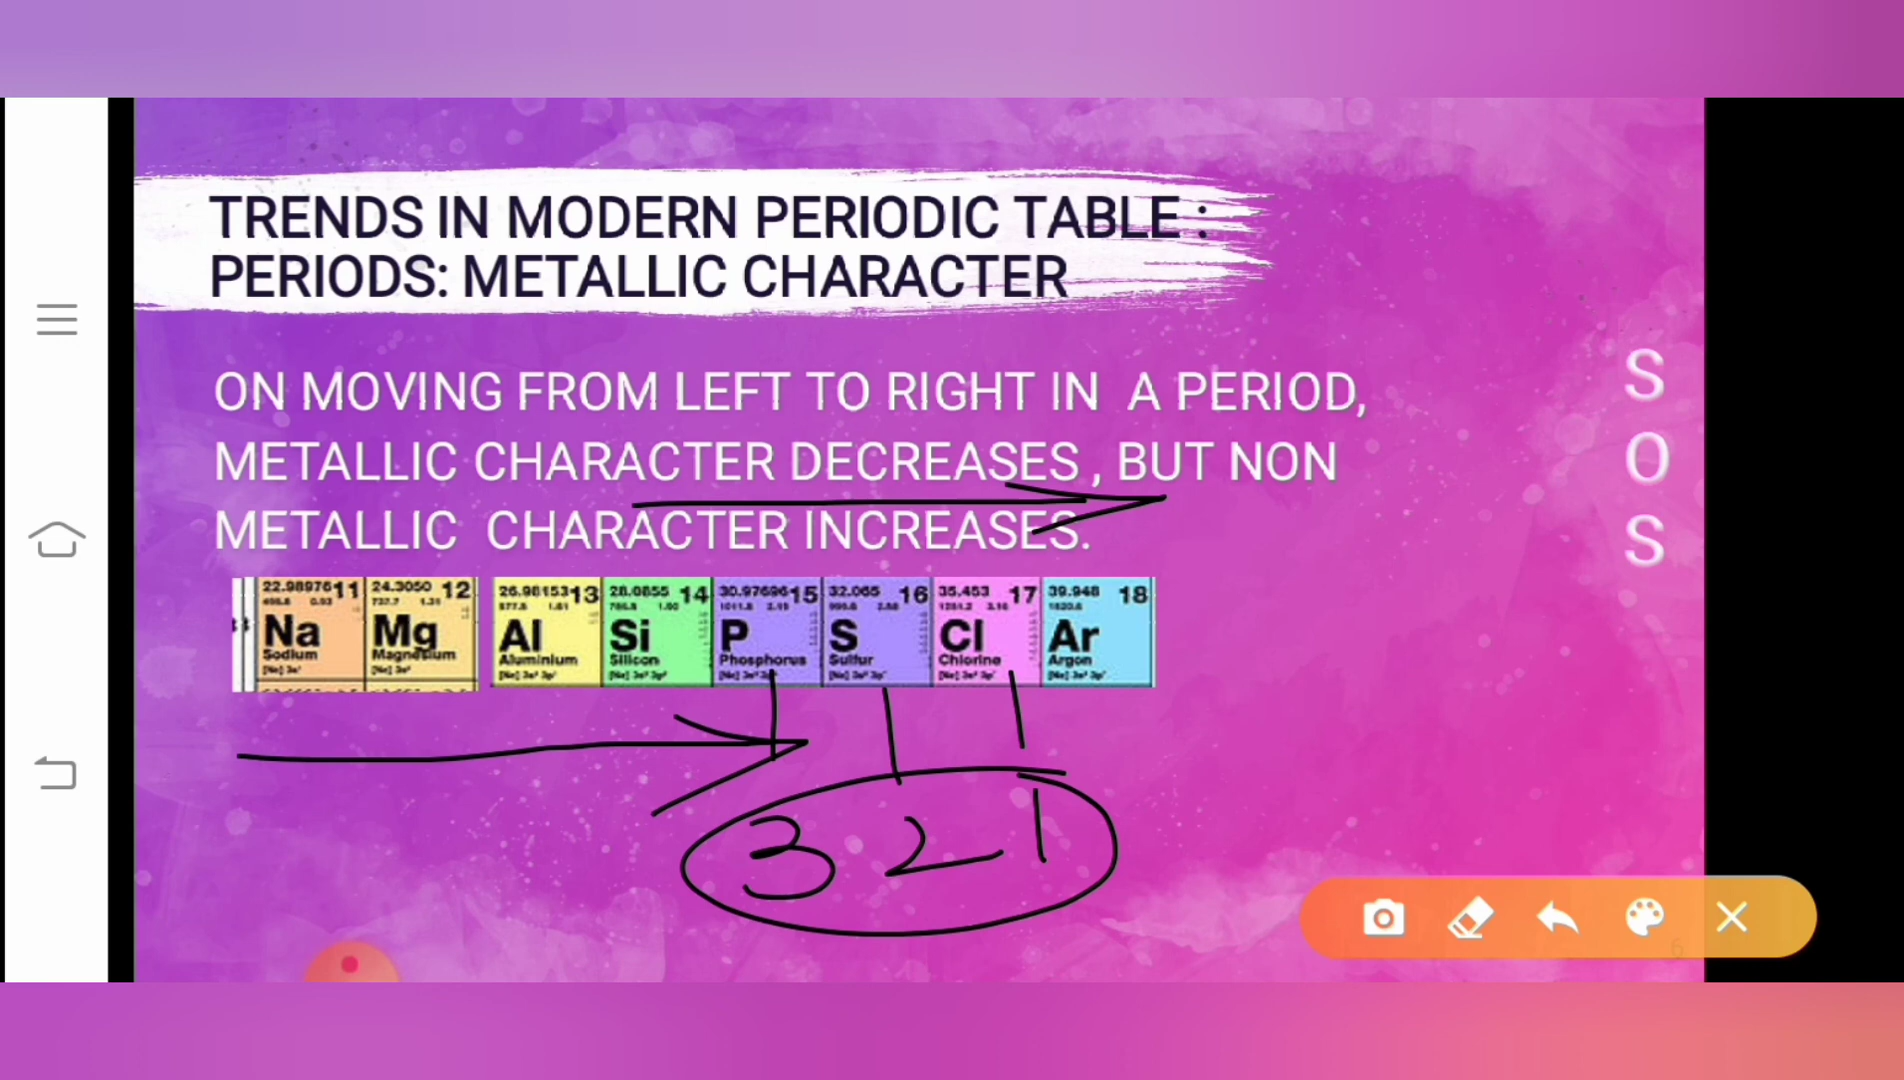 TRENDS IN MODERN PERIODIC TABLE :
PERIODS: METALLIC CHARACTER
ON MOVING FROM LEFT TO RIGHT IN A PERIOD,
METALLIC CHARACTER DECREASES , BUT NON
METALLIC CHARACTER INCREASES.
S
O
S
22.98976 11 24.3050 12 26.98153 13 28.0855 14 30.97696 15 32.065 16 35.453 17 39.948 18
Na Mg Al Si P S Cl Ar
Sodium Magnesium Aluminium Silicon Phosphorus Sulfur Chlorine Argon
3 2 1
6